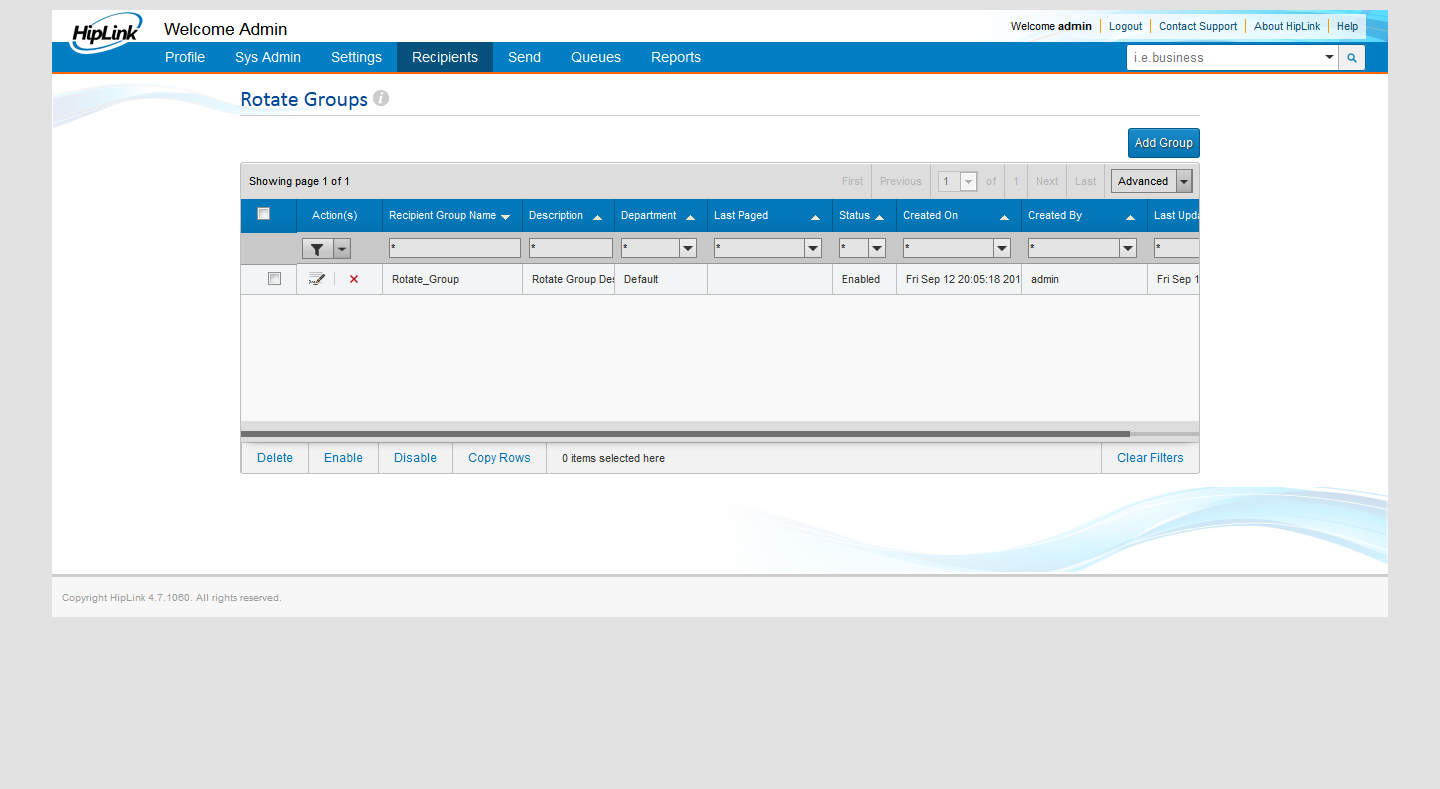 HipLink Welcome Admin Welcome admin Logout Contact Support About HipLink Help
Profile Sys Admin Settings Recipients Send Queues Reports i.e.business
Rotate Groups i
Add Group
Showing page 1 of 1 First Previous 1 of 1 Next Last Advanced
Action(s) Recipient Group Name Description Department Last Paged Status Created On Created By Last Upda
* * * * * * * *
Rotate_Group Rotate Group Des Default Enabled Fri Sep 12 20:05:18 201 admin Fri Sep 1
Delete Enable Disable Copy Rows 0 items selected here Clear Filters
Copyright HipLink 4.7.1060. All rights reserved.